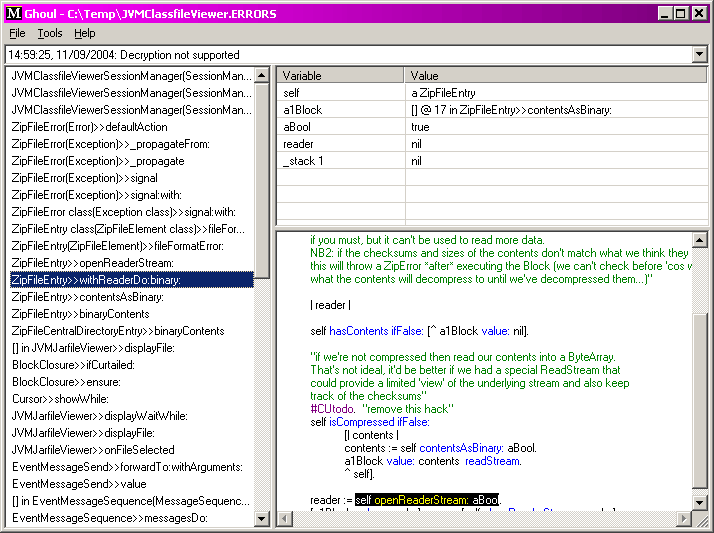 M Ghoul - C:\Temp\JVMClassfileViewer.ERRORS
File Tools Help
14:59:25, 11/09/2004: Decryption not supported
JVMClassfileViewerSessionManager(SessionMan...
JVMClassfileViewerSessionManager(SessionMan...
JVMClassfileViewerSessionManager(SessionMan...
ZipFileError(Error)>>defaultAction
ZipFileError(Exception)>>_propagateFrom:
ZipFileError(Exception)>>_propagate
ZipFileError(Exception)>>signal
ZipFileError(Exception)>>signal:with:
ZipFileError class(Exception class)>>signal:with:
ZipFileEntry class(ZipFileElement class)>>fileFor...
ZipFileEntry(ZipFileElement)>>fileFormatError:
ZipFileEntry>>openReaderStream:
ZipFileEntry>>withReaderDo:binary:
ZipFileEntry>>contentsAsBinary:
ZipFileEntry>>binaryContents
ZipFileCentralDirectoryEntry>>binaryContents
[] in JVMJarfileViewer>>displayFile:
BlockClosure>>ifCurtailed:
BlockClosure>>ensure:
Cursor>>showWhile:
JVMJarfileViewer>>displayWaitWhile:
JVMJarfileViewer>>displayFile:
JVMJarfileViewer>>onFileSelected
EventMessageSend>>forwardTo:withArguments:
EventMessageSend>>value
[] in EventMessageSequence(MessageSequenc...
EventMessageSequence>>messagesDo:
Variable Value
self a ZipFileEntry
a1Block [] @ 17 in ZipFileEntry>>contentsAsBinary:
aBool true
reader nil
_stack 1 nil
if you must, but it can't be used to read more data.
NB2: if the checksums and sizes of the contents don't match what we think they
this will throw a ZipError *after* executing the Block (we can't check before 'cos w
what the contents will decompress to until we've decompressed them...)"
| reader |
self hasContents ifFalse: [^ a1Block value: nil].
"if we're not compressed then read our contents into a ByteArray.
That's not ideal, it'd be better if we had a special ReadStream that
could provide a limited 'view' of the underlying stream and also keep
track of the checksums"
#CUtodo. "remove this hack"
self isCompressed ifFalse:
[| contents |
contents := self contentsAsBinary: aBool.
a1Block value: contents readStream.
^ self].
reader := self openReaderStream: aBool.